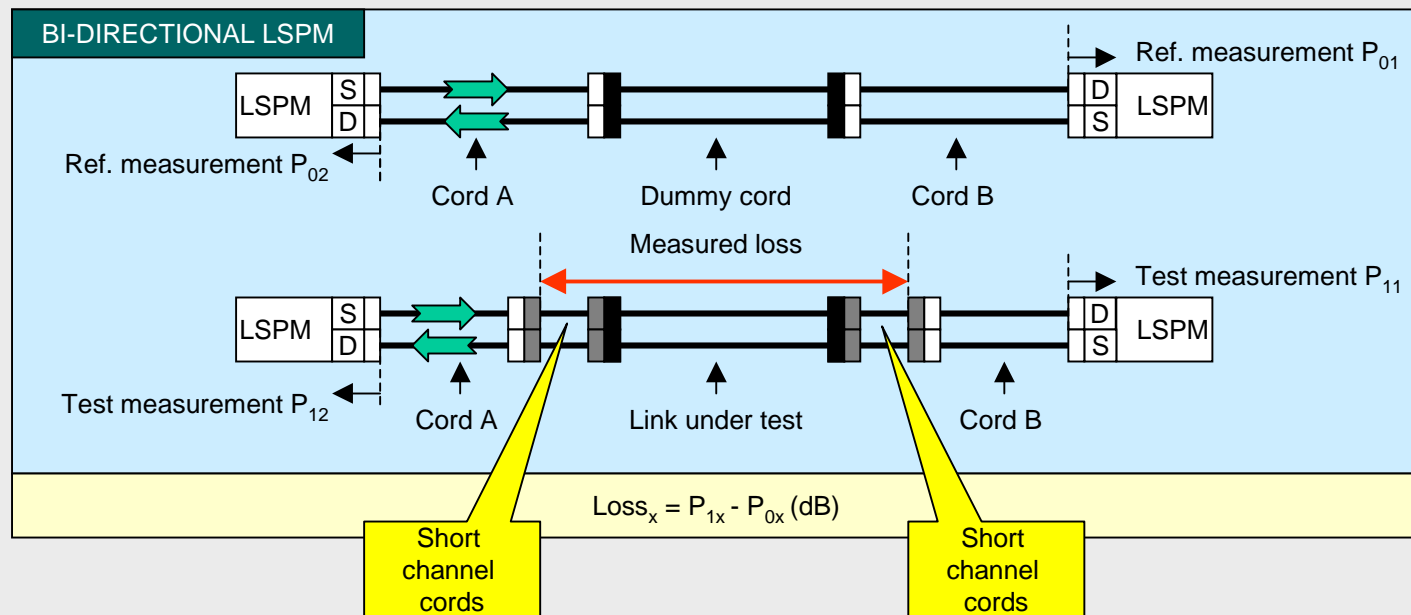 BI-DIRECTIONAL LSPM
Ref. measurement P01
LSPM S D
D S LSPM
Ref. measurement P02
Cord A
Dummy cord
Cord B
Measured loss
Test measurement P11
LSPM S D
D S LSPM
Test measurement P12
Cord A
Link under test
Cord B
Lossx = P1x - P0x (dB)
Short
channel
cords
Short
channel
cords